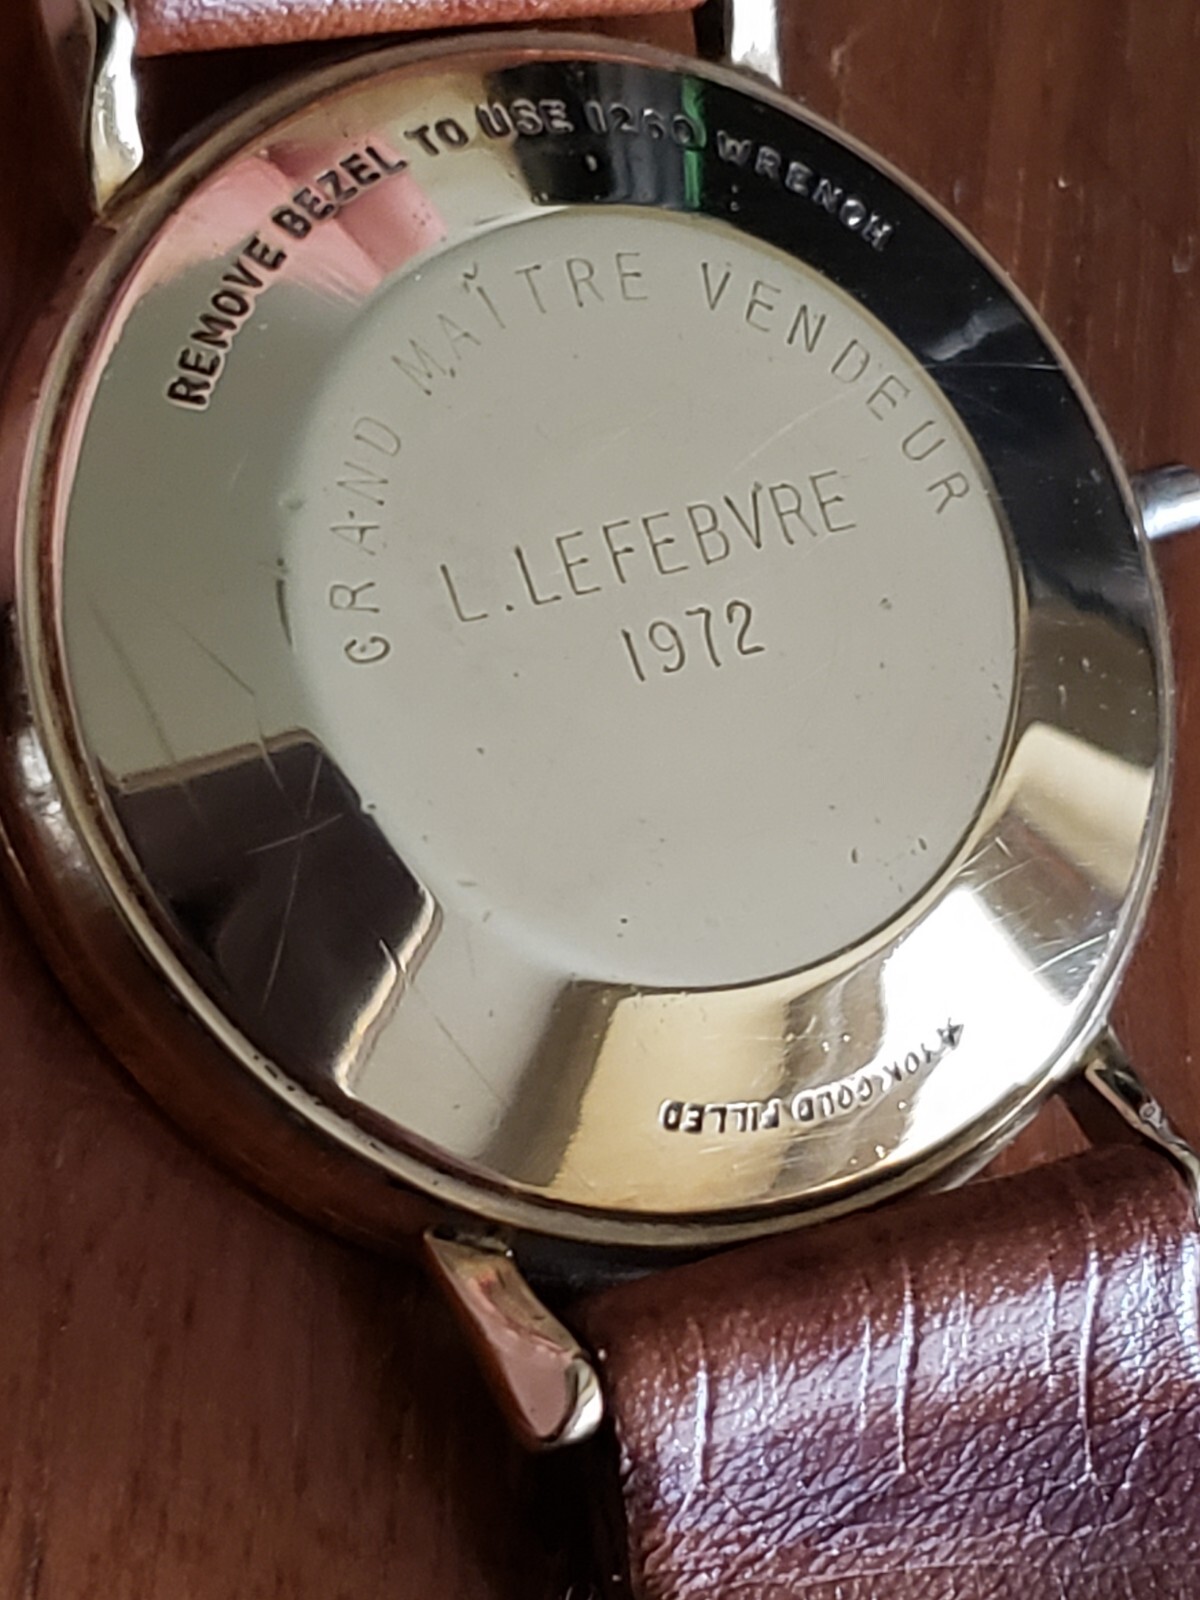 REMOVE BEZEL TO USE 1260 WRENCH
GRAND MAÎTRE VENDEUR
L. LEFEBVRE
1972
10K GOLD FILLED